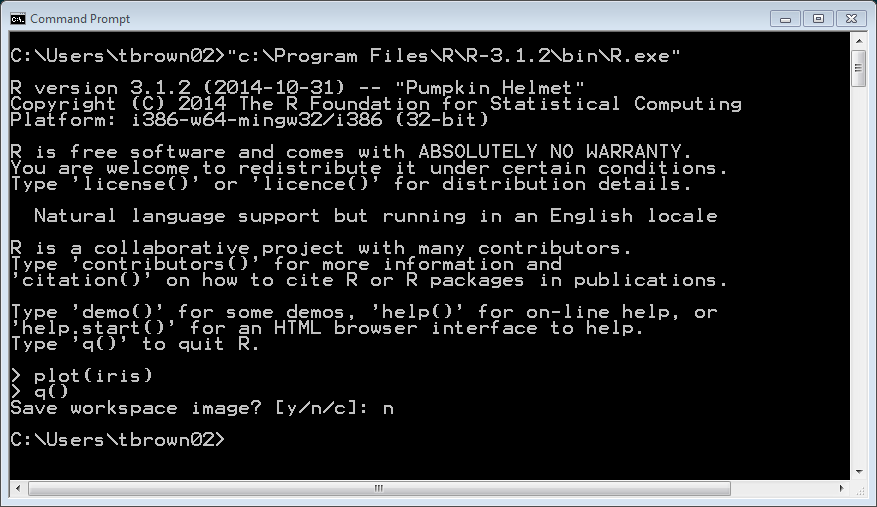 Command Prompt
C:\Users\tbrown02>"c:\Program Files\R\R-3.1.2\bin\R.exe"
R version 3.1.2 (2014-10-31) -- "Pumpkin Helmet"
Copyright (C) 2014 The R Foundation for Statistical Computing
Platform: i386-w64-mingw32/i386 (32-bit)
R is free software and comes with ABSOLUTELY NO WARRANTY.
You are welcome to redistribute it under certain conditions.
Type 'license()' or 'licence()' for distribution details.
Natural language support but running in an English locale
R is a collaborative project with many contributors.
Type 'contributors()' for more information and
'citation()' on how to cite R or R packages in publications.
Type 'demo()' for some demos, 'help()' for on-line help, or
'help.start()' for an HTML browser interface to help.
Type 'q()' to quit R.
> plot(iris)
> q()
Save workspace image? [y/n/c]: n
C:\Users\tbrown02>